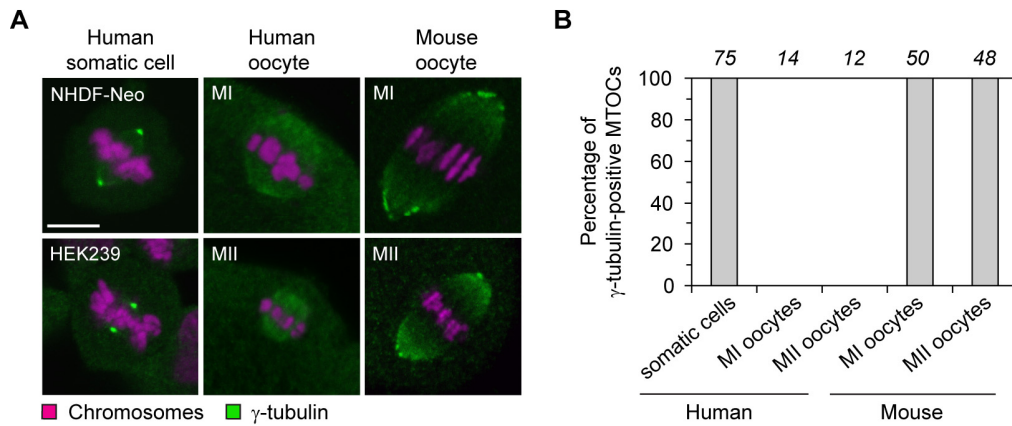 A
Human
somatic cell
Human
oocyte
Mouse
oocyte
NHDF-Neo
MI
MI
HEK239
MII
MII
Chromosomes
γ-tubulin
B
75 14 12 50 48
Percentage of
γ-tubulin-positive MTOCs
100
80
60
40
20
0
somatic cells
MI oocytes
MII oocytes
MI oocytes
MII oocytes
Human
Mouse